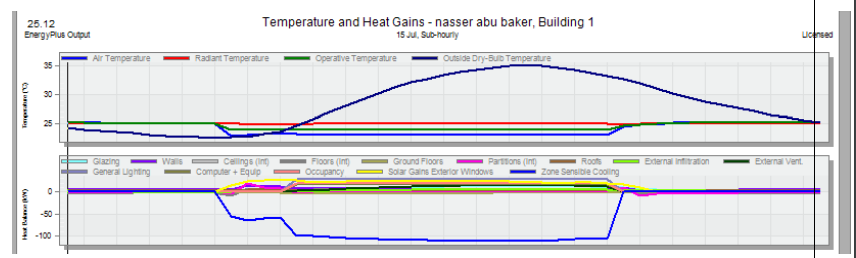 25.12
Temperature and Heat Gains - nasser abu baker, Building 1
EnergyPlus Output
15 Jul, Sub-hourly
Licensed
Air Temperature Radiant Temperature Operative Temperature Outside Dry-Bulb Temperature
Temperature (°C)
35
30
25
Glazing Walls Ceilings (int) Floors (int) Ground Floors Partitions (int) Roofs External Infiltration External Vent.
General Lighting Computer + Equip Occupancy Solar Gains Exterior Windows Zone Sensible Cooling
Heat Balance (kW)
0
-50
-100